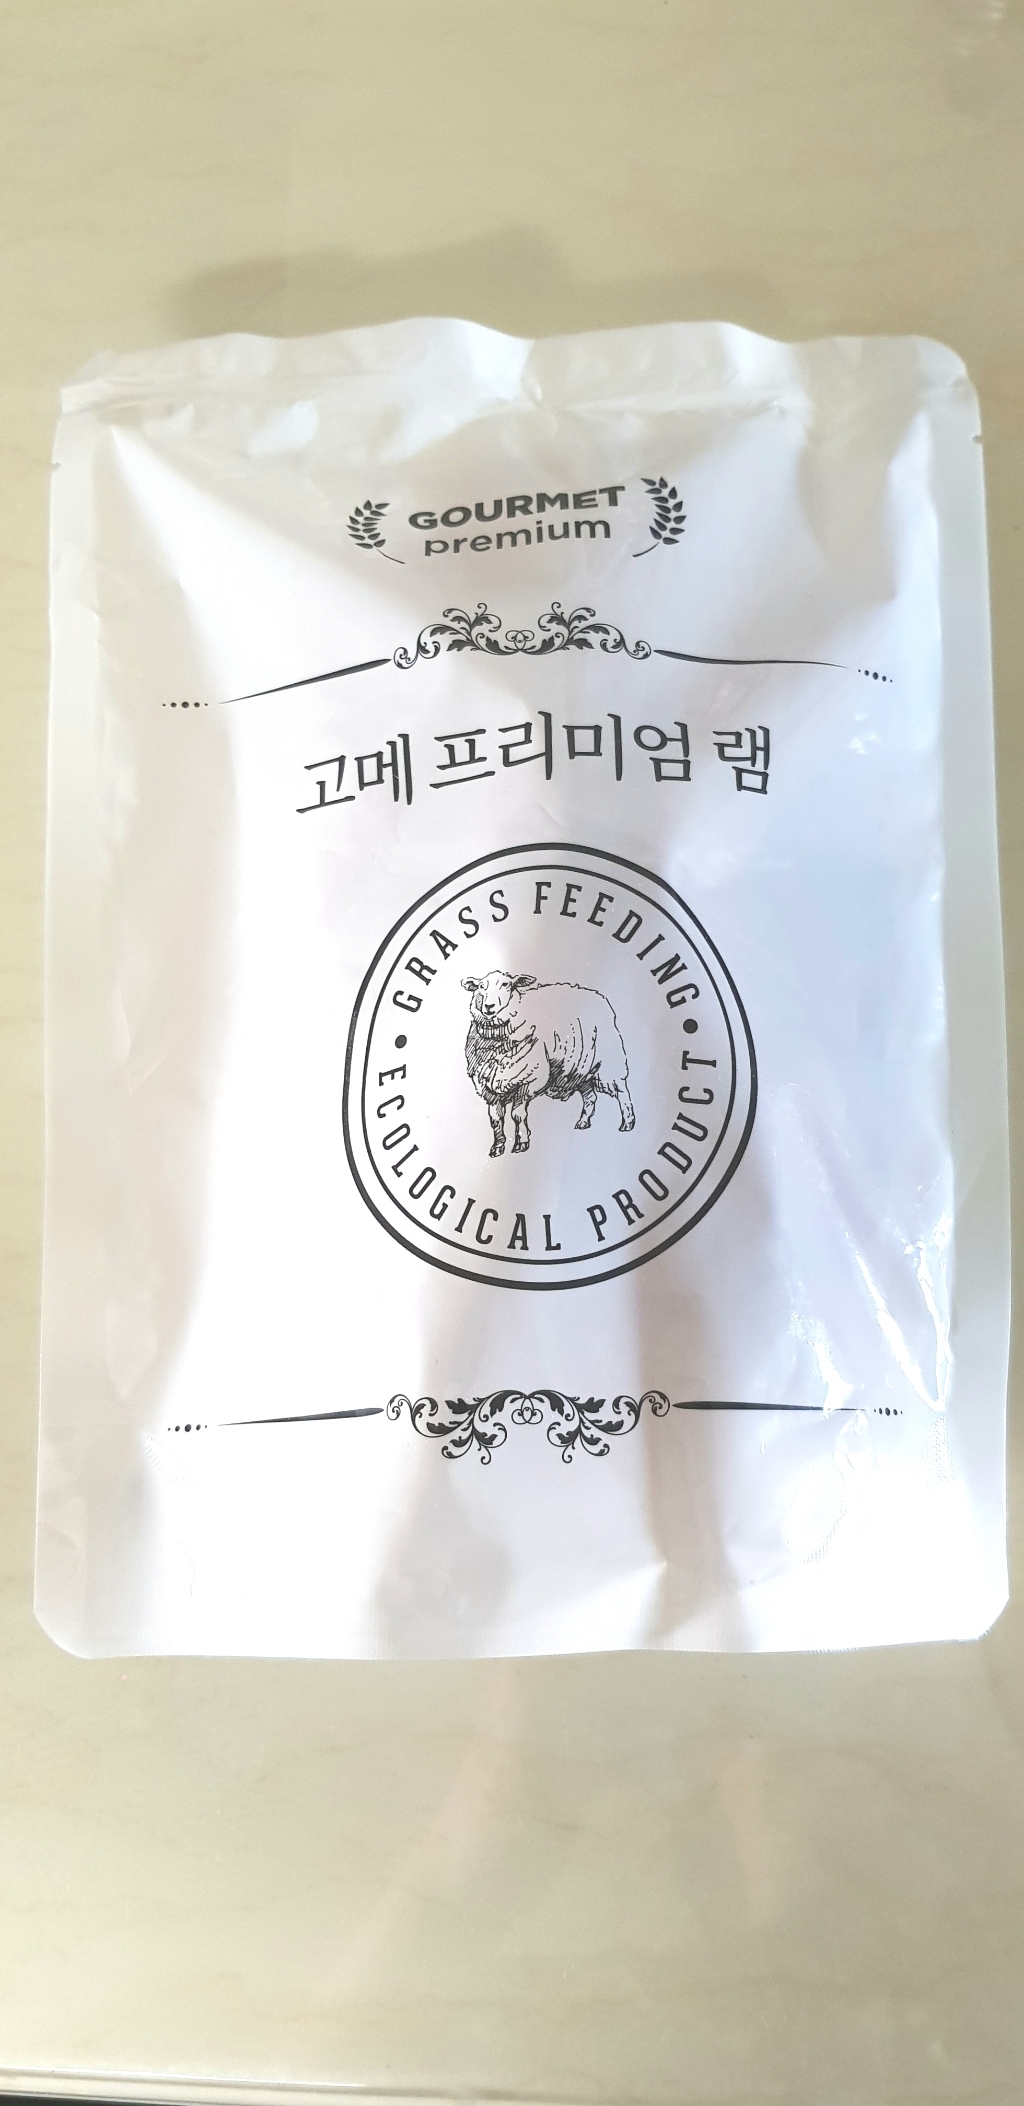 GOURMET
premium
고메 프리미엄 램
GRASS FEEDING
ECOLOGICAL PRODUCT